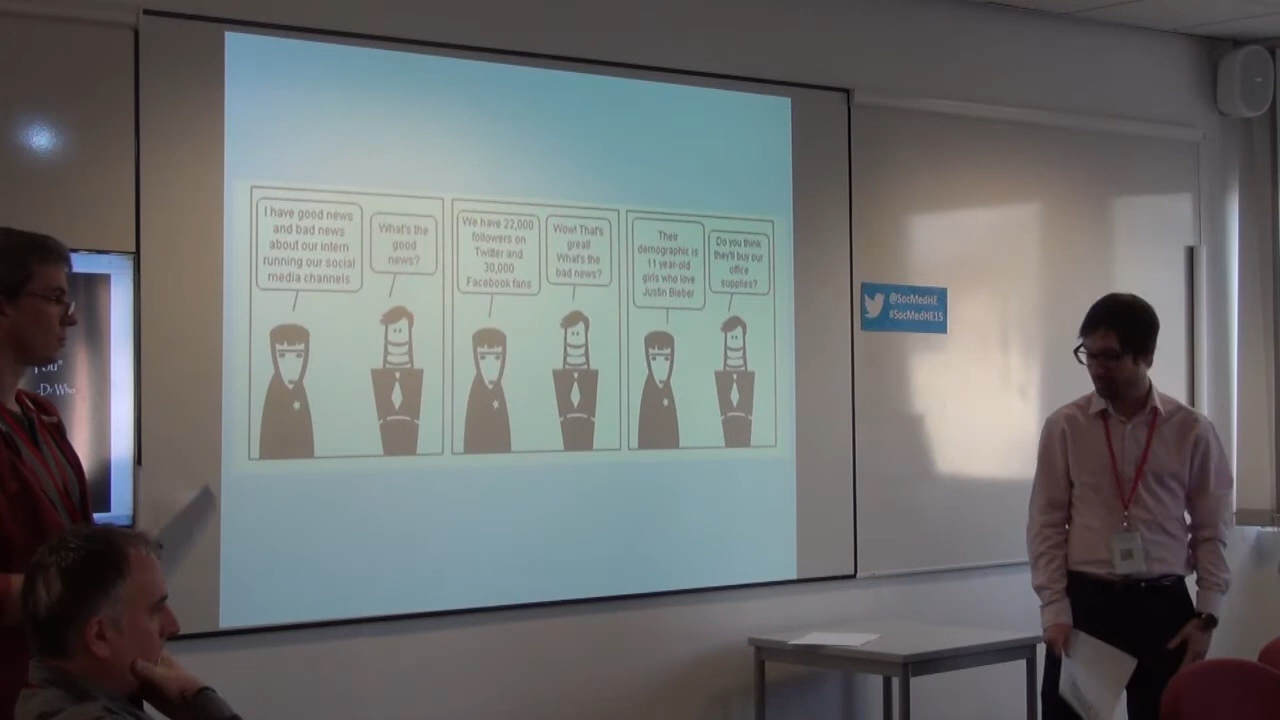 I have good news
and bad news
about our intern
running our social
media channels
What's the
good
news?
We have 22,000
followers on
Twitter and
30,000
Facebook fans
Wow! That's
great!
What's the
bad news?
Their
demographic is
11 year-old
girls who love
Justin Bieber
Do you think
they'll buy our
office
supplies?
@SocMedHE
#SocMedHE15
-Dr Who